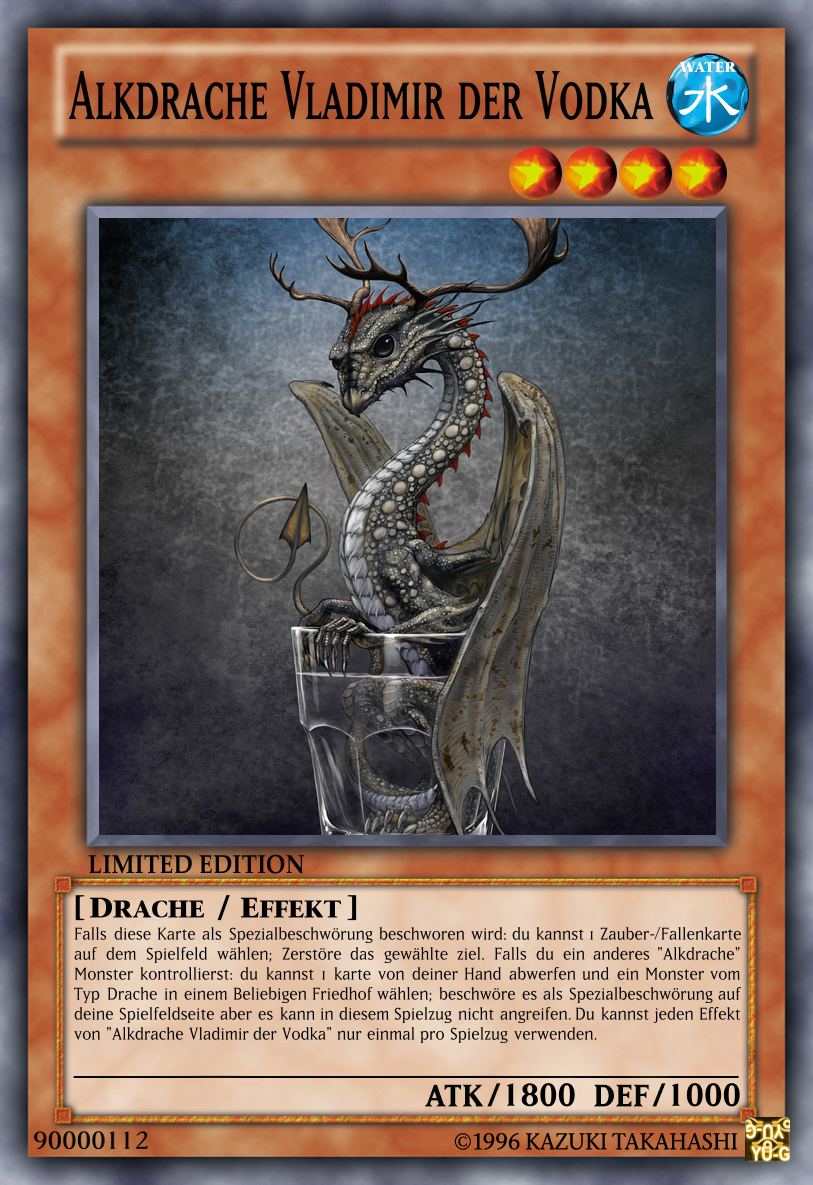 Alkdrache Vladimir der Vodka
WATER
水
LIMITED EDITION
[ Drache / Effekt ]
Falls diese Karte als Spezialbeschwörung beschworen wird: du kannst 1 Zauber-/Fallenkarte
auf dem Spielfeld wählen; Zerstöre das gewählte ziel. Falls du ein anderes "Alkdrache"
Monster kontrollierst: du kannst 1 karte von deiner Hand abwerfen und ein Monster vom
Typ Drache in einem Beliebigen Friedhof wählen; beschwöre es als Spezialbeschwörung auf
deine Spielfeldseite aber es kann in diesem Spielzug nicht angreifen. Du kannst jeden Effekt
von "Alkdrache Vladimir der Vodka" nur einmal pro Spielzug verwenden.
ATK/1800 DEF/1000
90000112
©1996 KAZUKI TAKAHASHI